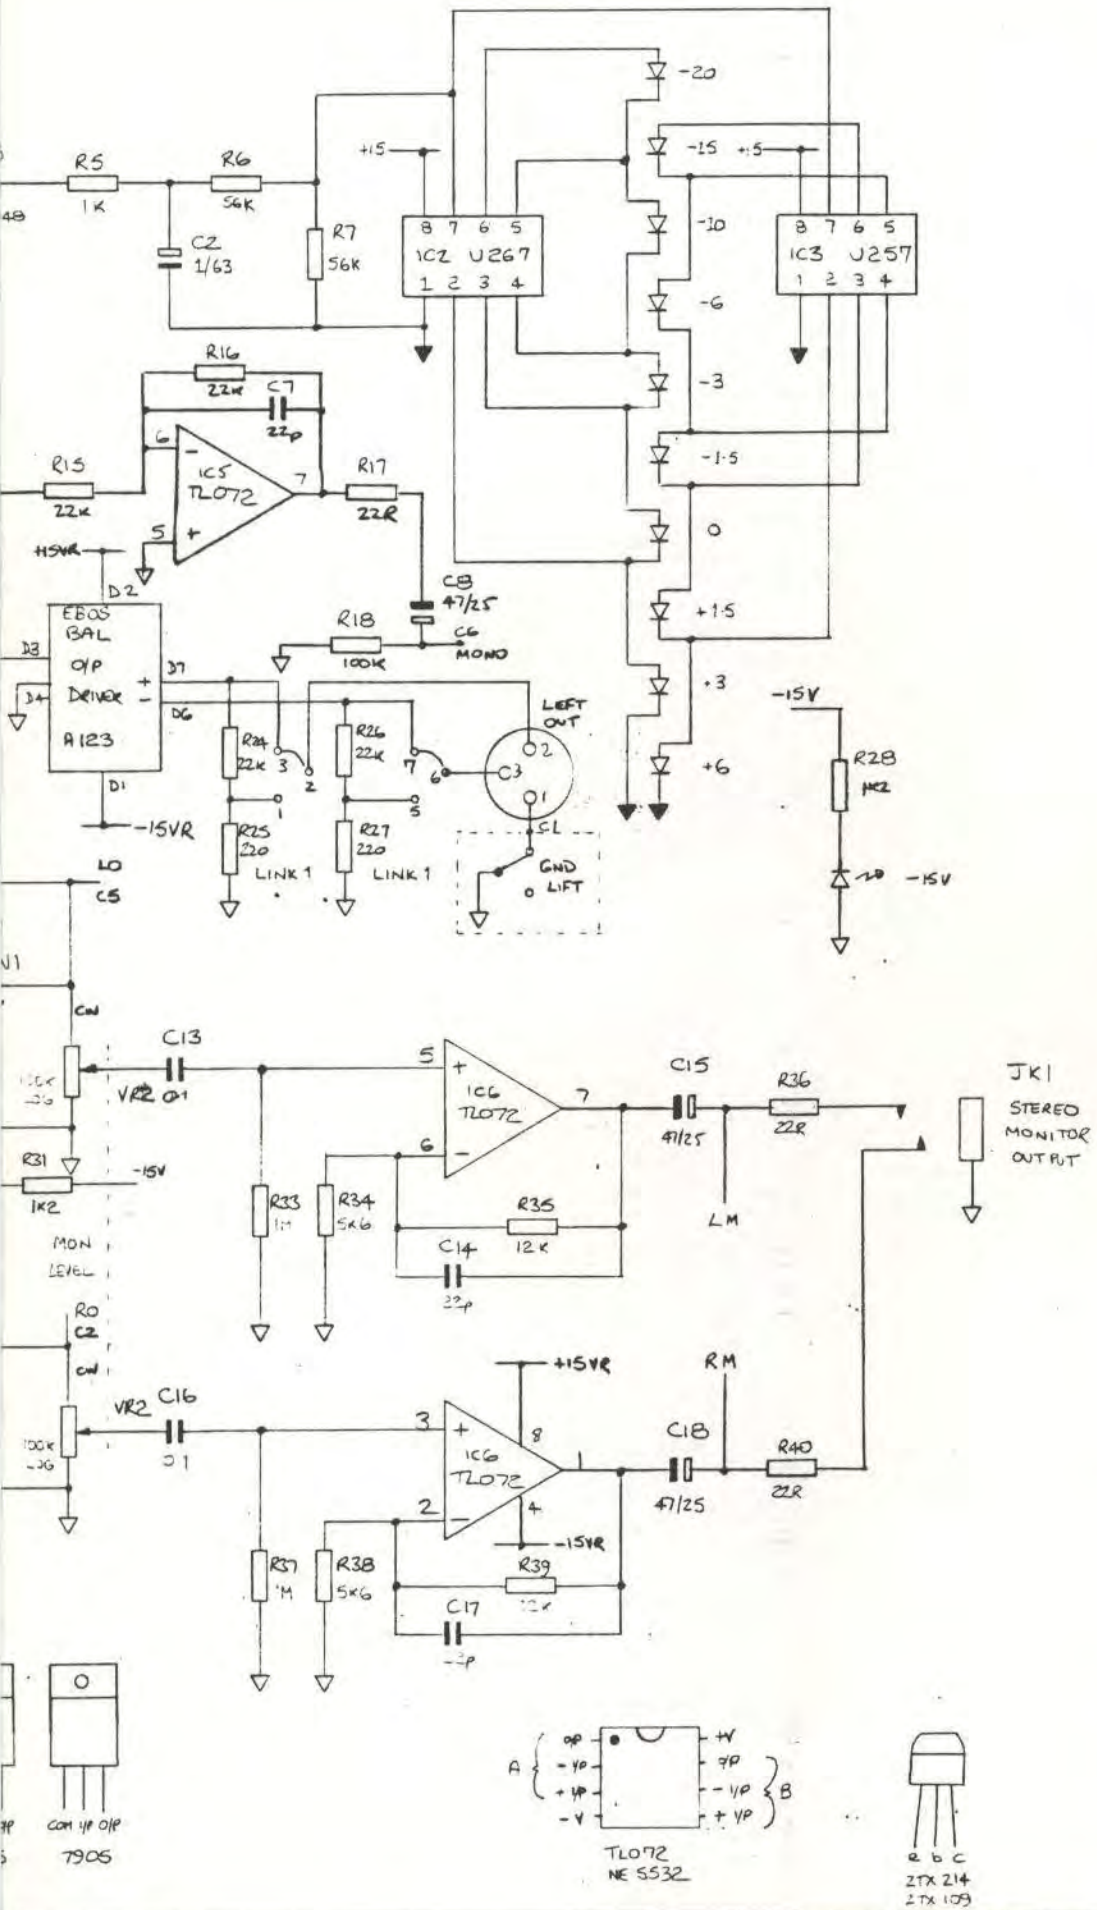 -20
+15
-15
+15
R5
R6
1K
56K
48
C2
1/63
R7
56K
8 7 6 5
IC2 U267
1 2 3 4
-10
8 7 6 5
IC3 U257
1 2 3 4
-6
R16
22K
C7
22p
-3
6
-
IC5
TL072
7
5
+
R15
22K
R17
22R
-1.5
0
+15VR
D2
EBOS
BAL
O/P
DRIVER
A123
D3
D4
D7
+
-
D6
D1
-15VR
C8
47/25
R18
100K
C6
MONO
+1.5
LEFT
OUT
+3
-15V
R24
22K
3
2
1
R26
22K
7
6
5
2
3
1
+6
R28
R25
220
R27
220
LINK 1
LINK 1
C1
GND
LIFT
-15V
LO
C5
CW
C13
VR2
5
+
IC6
TL072
7
6
-
C15
47/25
R36
22R
JK1
STEREO
MONITOR
OUTPUT
R31
1K2
-15V
R33
1M
R34
5K6
R35
12K
LM
C14
MON
LEVEL
RO
C2
CW
+15VR
RM
VR2
C16
100K
3
+
8
IC6
TL072
1
2
-
4
-15VR
C18
47/25
R40
22R
R37
R38
5K6
R39
C17
COM I/P O/P
7905
A
O/P
- I/P
+ I/P
-V
+V
O/P
- I/P
+ I/P
B
TL072
NE 5532
e b c
ZTX 214
ZTX 109